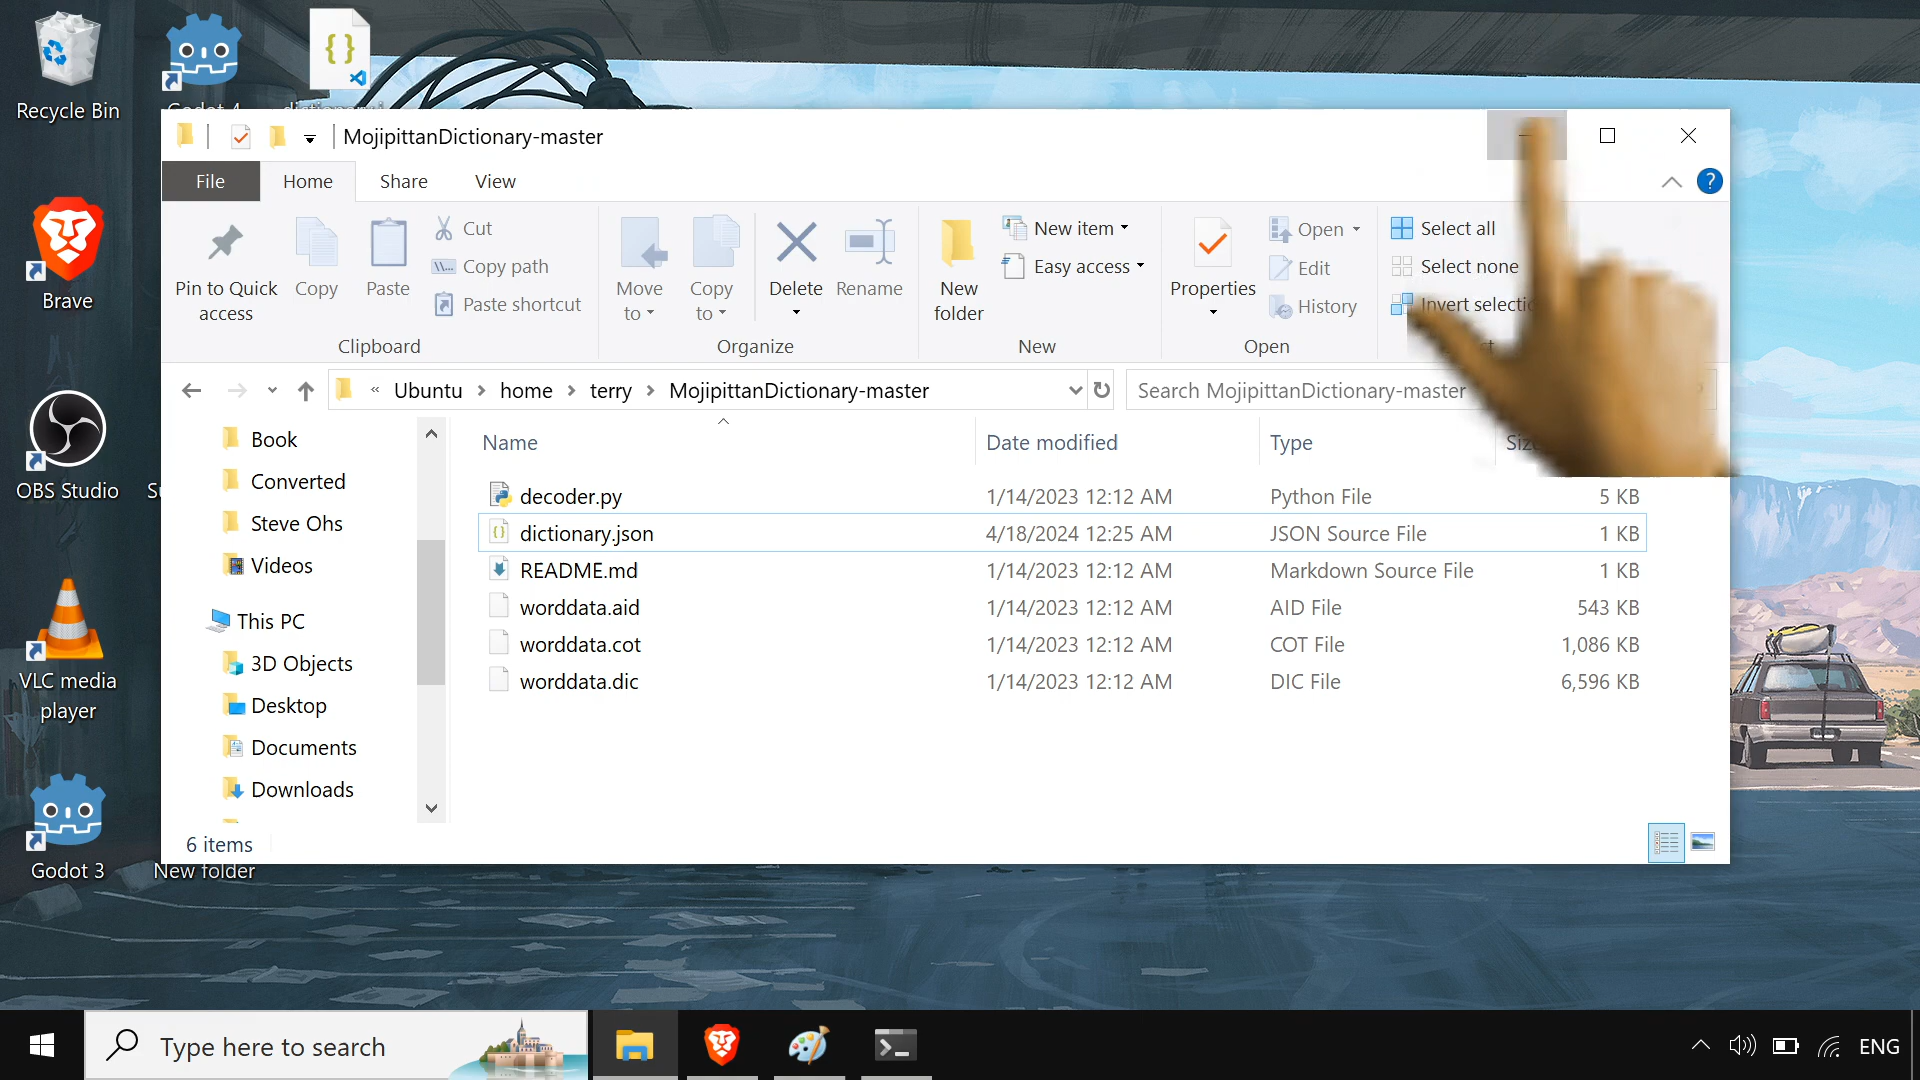 Recycle Bin
Brave
OBS Studio
VLC media
player
Godot 3
New folder
MojipittanDictionary-master
File
Home
Share
View
?
Pin to Quick
access
Copy
Paste
Cut
Copy path
Paste shortcut
Clipboard
Move
to
Copy
to
Delete
Rename
Organize
New
folder
New item
Easy access
New
Properties
Open
Edit
History
Open
Select all
Select none
Ubuntu
home
terry
MojipittanDictionary-master
Search MojipittanDictionary-master
Book
Converted
Steve Ohs
Videos
This PC
3D Objects
Desktop
Documents
Downloads
Name Date modified Type
decoder.py 1/14/2023 12:12 AM Python File 5 KB
dictionary.json 4/18/2024 12:25 AM JSON Source File 1 KB
README.md 1/14/2023 12:12 AM Markdown Source File 1 KB
worddata.aid 1/14/2023 12:12 AM AID File 543 KB
worddata.cot 1/14/2023 12:12 AM COT File 1,086 KB
worddata.dic 1/14/2023 12:12 AM DIC File 6,596 KB
6 items
Type here to search
ENG